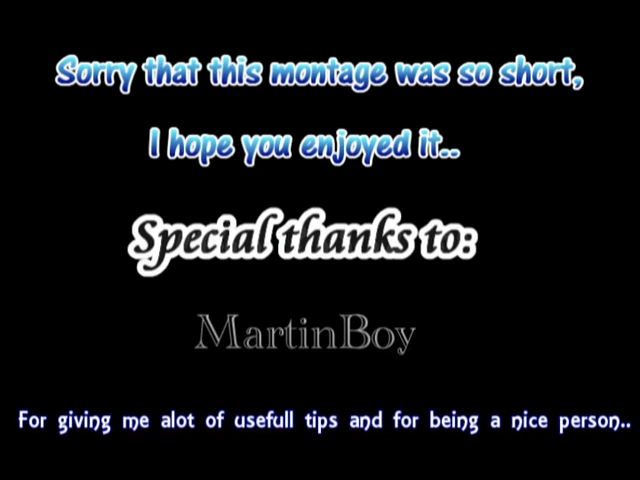 Sorry that this montage was so short,
I hope you enjoyed it..
Special thanks to:
MartinBoy
For giving me alot of usefull tips and for being a nice person..